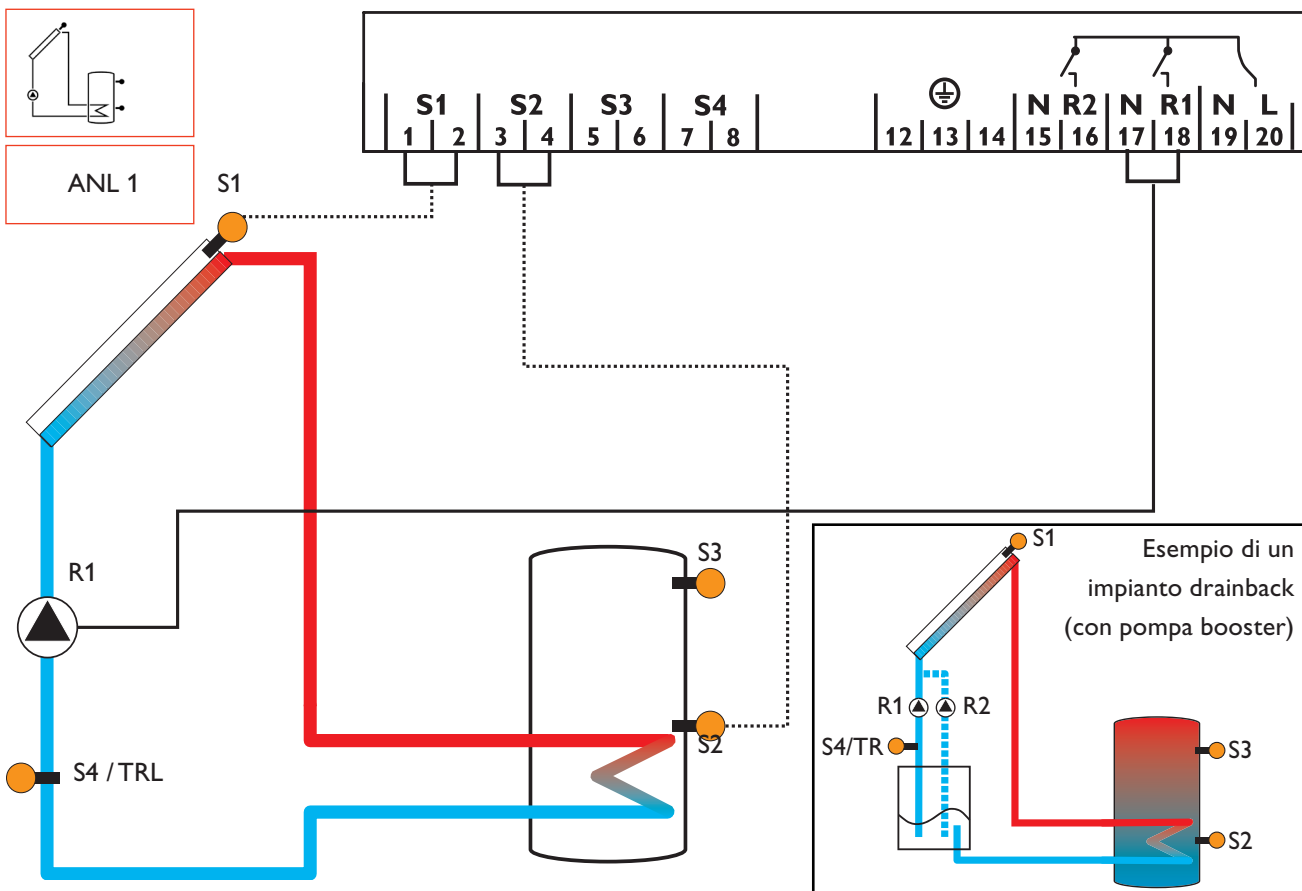 ANL 1
S1 S2 S3 S4 N R2 N R1 N L
1 2 3 4 5 6 7 8 12 13 14 15 16 17 18 19 20
S1
R1
S4 / TRL
S3
S2
Esempio di un
impianto drainback
(con pompa booster)
S1
R1 R2
S4/TR
S3
S2